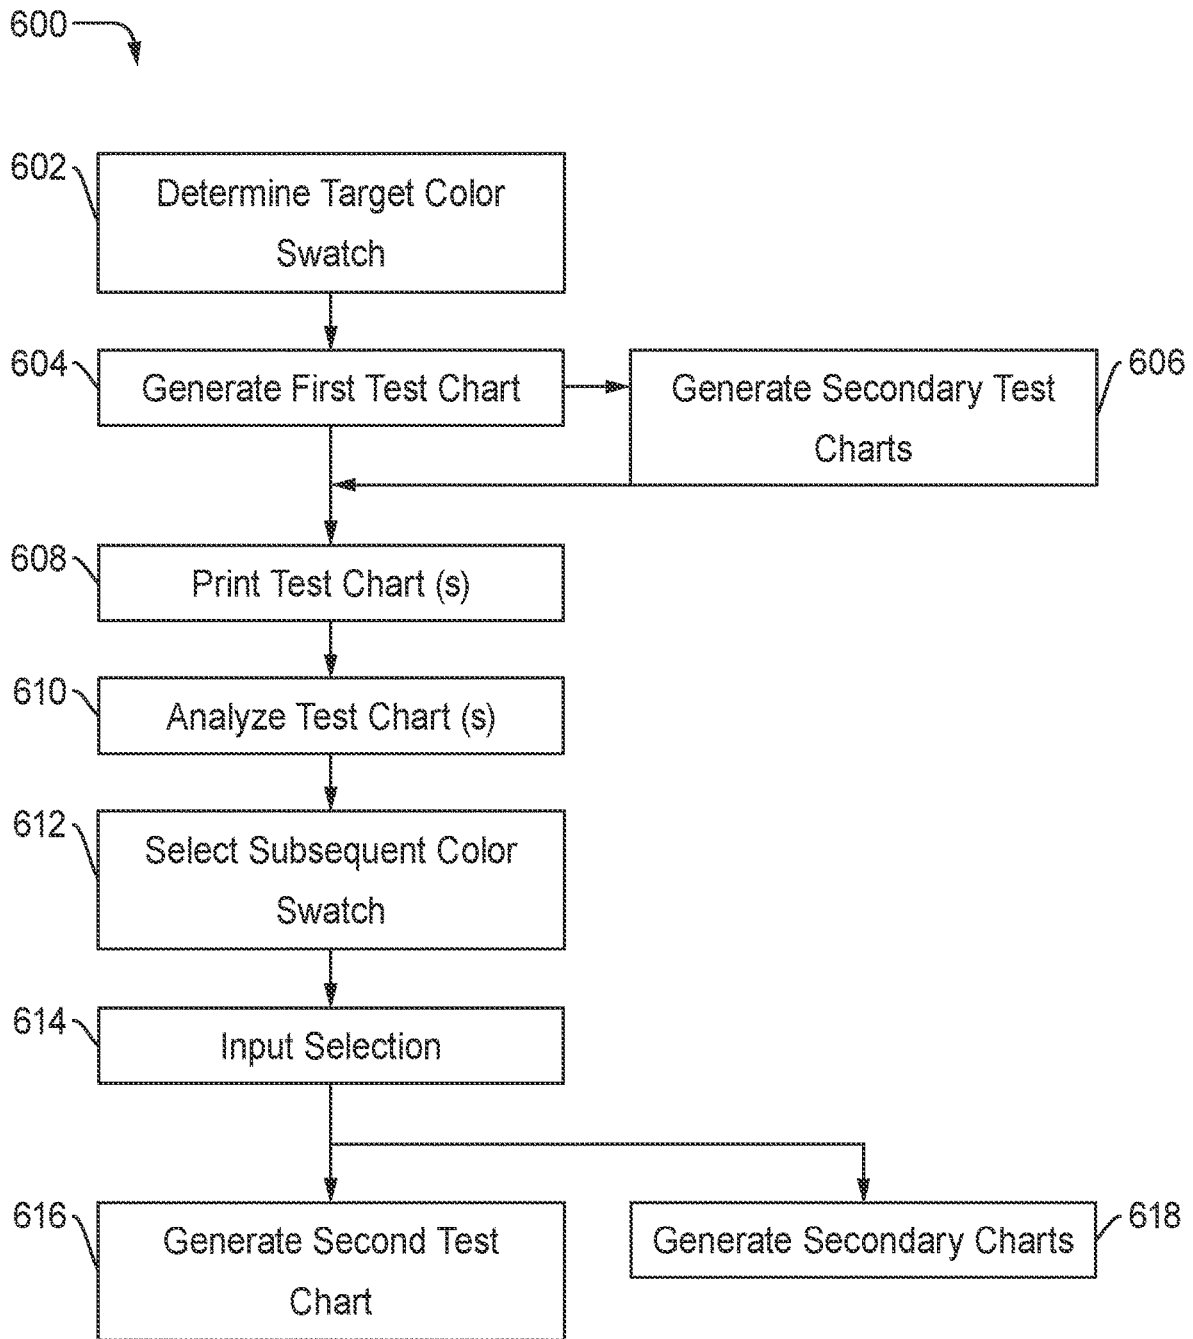 600
602
Determine Target Color
Swatch
604
Generate First Test Chart
Generate Secondary Test
Charts
606
608
Print Test Chart (s)
610
Analyze Test Chart (s)
612
Select Subsequent Color
Swatch
614
Input Selection
616
Generate Second Test
Chart
Generate Secondary Charts
618